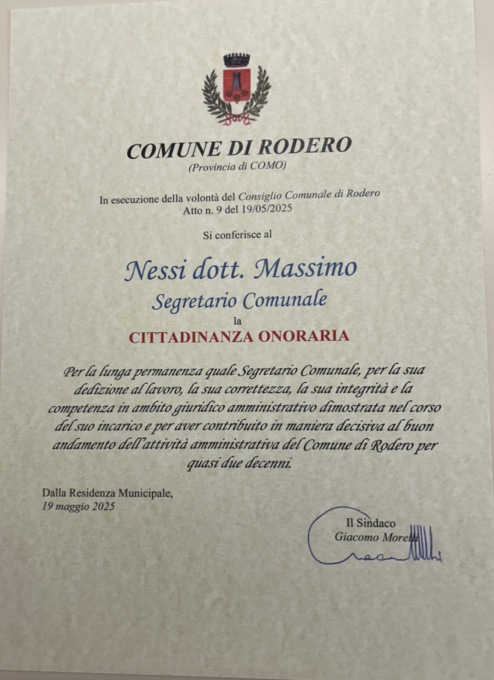 COMUNE DI RODERO
(Provincia di COMO)
In esecuzione della volontà del Consiglio Comunale di Rodero
Atto n. 9 del 19/05/2025
Si conferisce al
Nessi dott. Massimo
Segretario Comunale
la
CITTADINANZA ONORARIA
Per la lunga permanenza quale Segretario Comunale, per la sua
dedizione al lavoro, la sua correttezza, la sua integrità e la
competenza in ambito giuridico amministrativo dimostrata nel corso
del suo incarico e per aver contribuito in maniera decisiva al buon
andamento dell'attività amministrativa del Comune di Rodero per
quasi due decenni.
Dalla Residenza Municipale,
19 maggio 2025
Il Sindaco
Giacomo Morelli